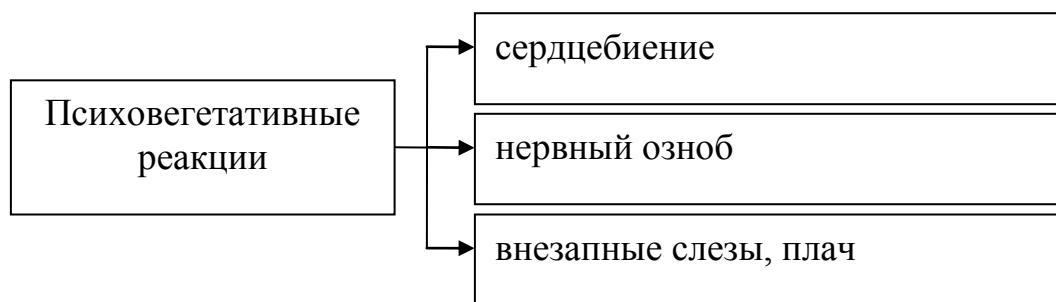 Психовегетативные
реакции
сердцебиение
нервный озноб
внезапные слезы, плач